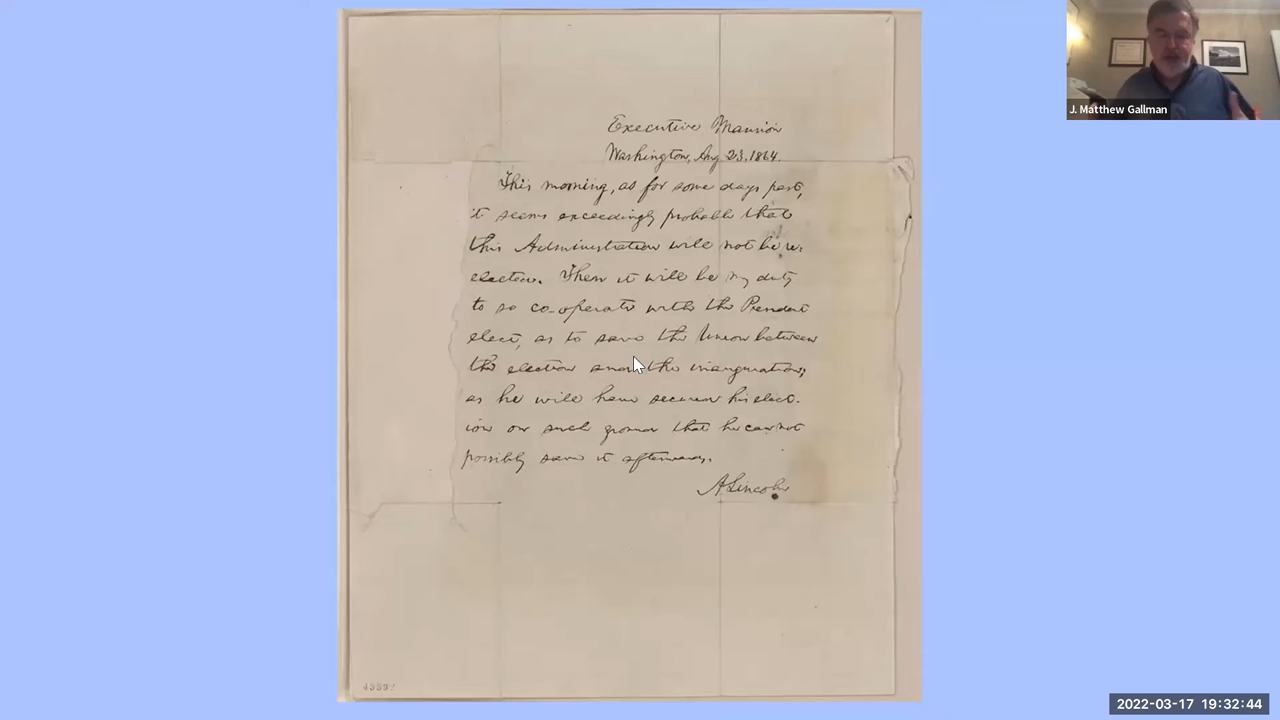 Executive Mansion
Washington, Aug 23, 1864.
This morning, as for some days past,
it seems exceedingly probable that
this Administration will not be re-
elected. Then it will be my duty
to so co-operate with the President
elect, as to save the Union between
the election and the inauguration;
as he will have secured his elect-
ion on such ground that he can not
possibly save it afterwards.
A Lincoln
J. Matthew Gallman
2022-03-17 19:32:44